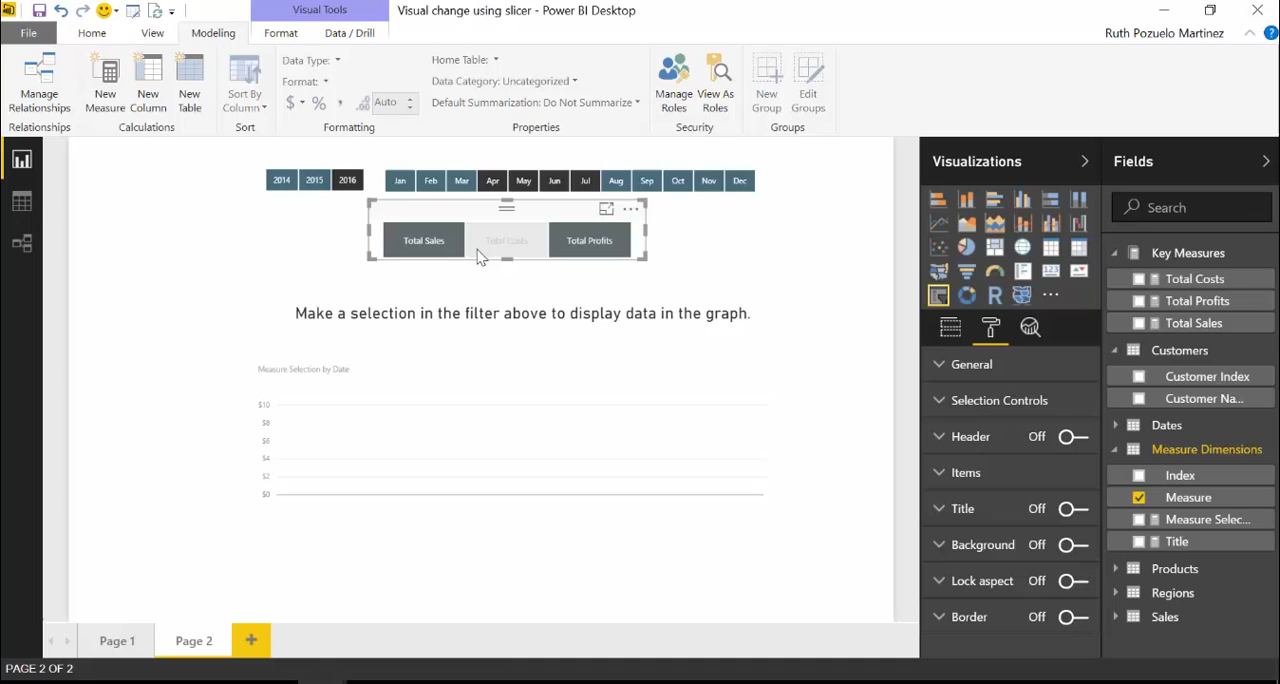 Visual Tools
Visual change using slicer - Power BI Desktop
File
Home
View
Modeling
Format
Data / Drill
Ruth Pozuelo Martinez
Manage Relationships
New Measure
New Column
New Table
Sort By Column
Data Type:
Format:
$ % , Auto
Home Table:
Data Category: Uncategorized
Default Summarization: Do Not Summarize
Manage Roles
View As Roles
New Group
Edit Groups
Relationships
Calculations
Sort
Formatting
Properties
Security
Groups
2014 2015 2016
Jan Feb Mar Apr May Jun Jul Aug Sep Oct Nov Dec
Total Sales
Total Costs
Total Profits
Make a selection in the filter above to display data in the graph.
Measure Selection by Date
$10
$8
$6
$4
$2
$0
Page 1
Page 2
+
PAGE 2 OF 2
Visualizations
General
Selection Controls
Header Off
Items
Title Off
Background Off
Lock aspect Off
Border Off
Fields
Search
Key Measures
Total Costs
Total Profits
Total Sales
Customers
Customer Index
Customer Na...
Dates
Measure Dimensions
Index
Measure
Measure Selec...
Title
Products
Regions
Sales